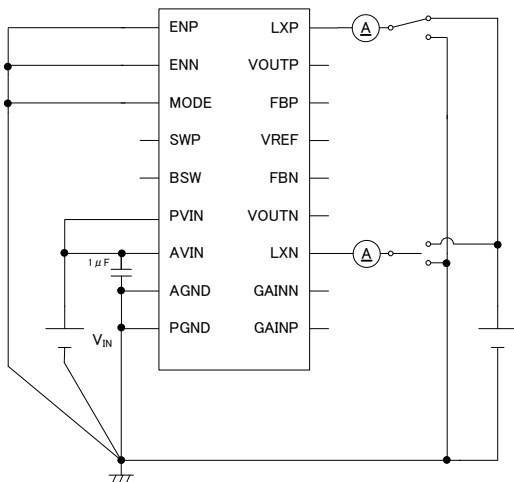 ENP LXP A
ENN VOUTP
MODE FBP
SWP VREF
BSW FBN
PVIN VOUTN
1μF AVIN LXN A
AGND GAINN
VIN PGND GAINP